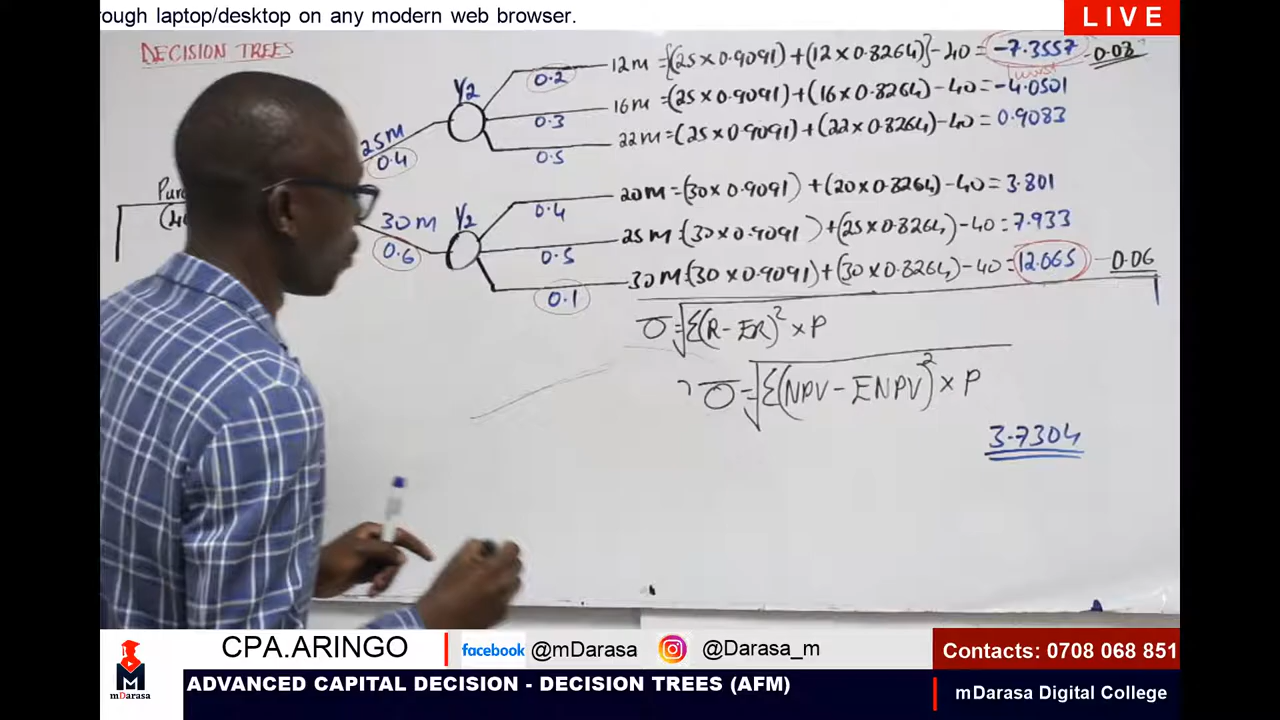 rough laptop/desktop on any modern web browser.
LIVE
DECISION TREES
12m = {(25×0.9091)+(12×0.8264)}-40 = -7.3557 -0.08
worst
Y2 0.2
16m = (25×0.9091)+(16×0.8264)-40 = -4.0501
25M 0.3
0.4
22m = (25×0.9091)+(22×0.8264)-40 = 0.9083
0.5
20m = (30×0.9091) +(20×0.8264)-40 = 3.801
30M Y2 0.4
0.6
25m (30×0.9091) +(25×0.8264)-40 = 7.933
0.5
30m (30×0.9091)+(30×0.8264)-40 = 12.065 -0.06
0.1
σ=√Σ(R-ER)²×P
σ=√Σ(NPV-ENPV)²×P
3.7304
CPA.ARINGO
facebook @mDarasa
@Darasa_m
Contacts: 0708 068 851
M
mDarasa
ADVANCED CAPITAL DECISION - DECISION TREES (AFM)
mDarasa Digital College